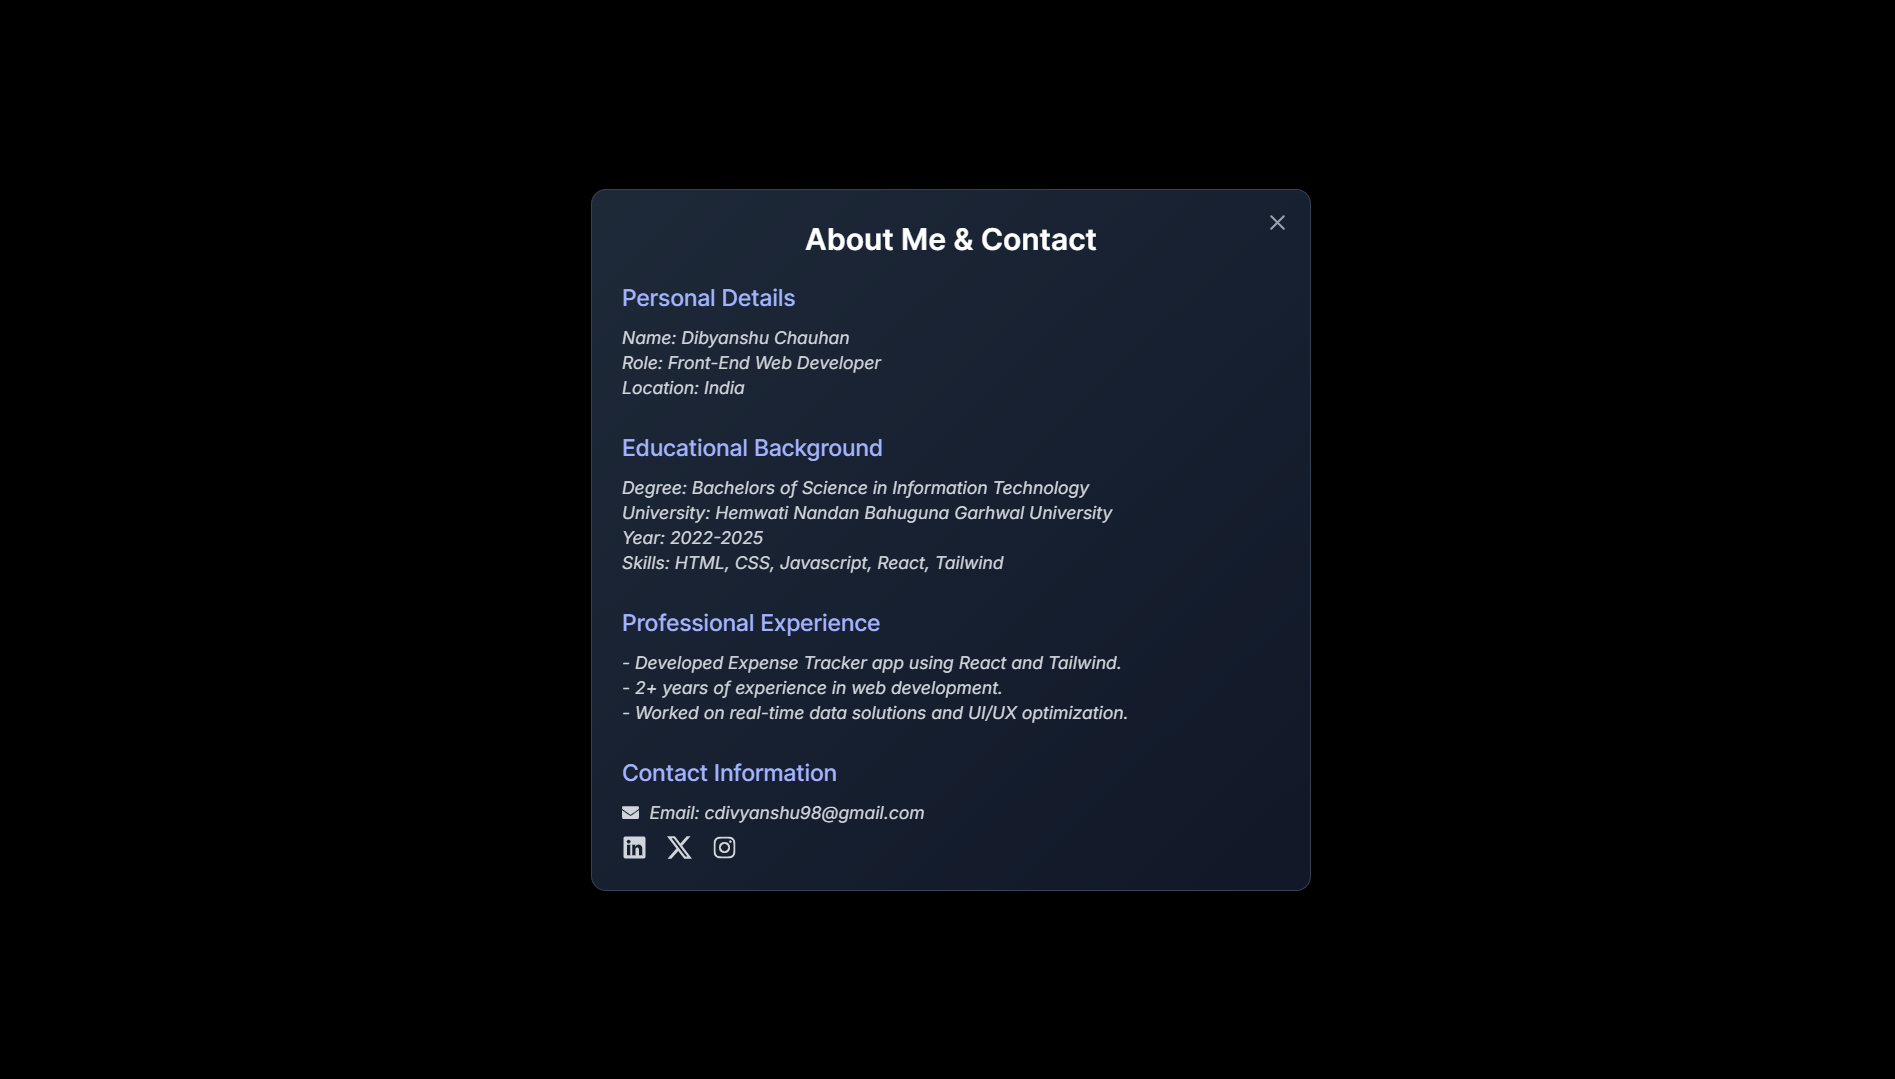 About Me & Contact
Personal Details
Name: Dibyanshu Chauhan
Role: Front-End Web Developer
Location: India
Educational Background
Degree: Bachelors of Science in Information Technology
University: Hemwati Nandan Bahuguna Garhwal University
Year: 2022-2025
Skills: HTML, CSS, Javascript, React, Tailwind
Professional Experience
- Developed Expense Tracker app using React and Tailwind.
- 2+ years of experience in web development.
- Worked on real-time data solutions and UI/UX optimization.
Contact Information
Email: cdivyanshu98@gmail.com